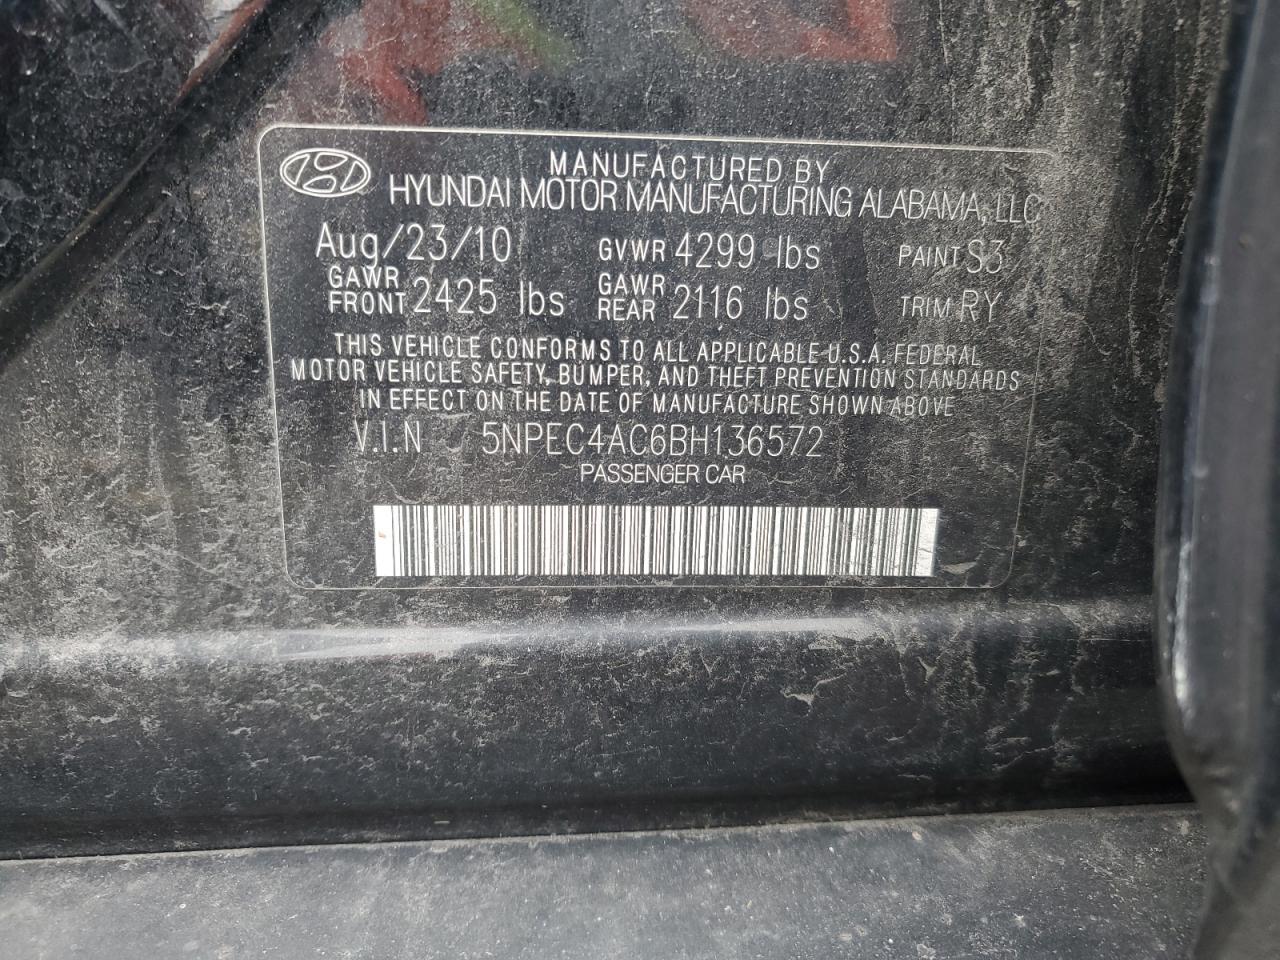 MANUFACTURED BY
HYUNDAI MOTOR MANUFACTURING ALABAMA, LLC
Aug/23/10 GVWR 4299 lbs PAINT S3
GAWR FRONT 2425 lbs GAWR REAR 2116 lbs TRIM RY
THIS VEHICLE CONFORMS TO ALL APPLICABLE U.S.A. FEDERAL
MOTOR VEHICLE SAFETY, BUMPER, AND THEFT PREVENTION STANDARDS
IN EFFECT ON THE DATE OF MANUFACTURE SHOWN ABOVE
V.I.N 5NPEC4AC6BH136572
PASSENGER CAR